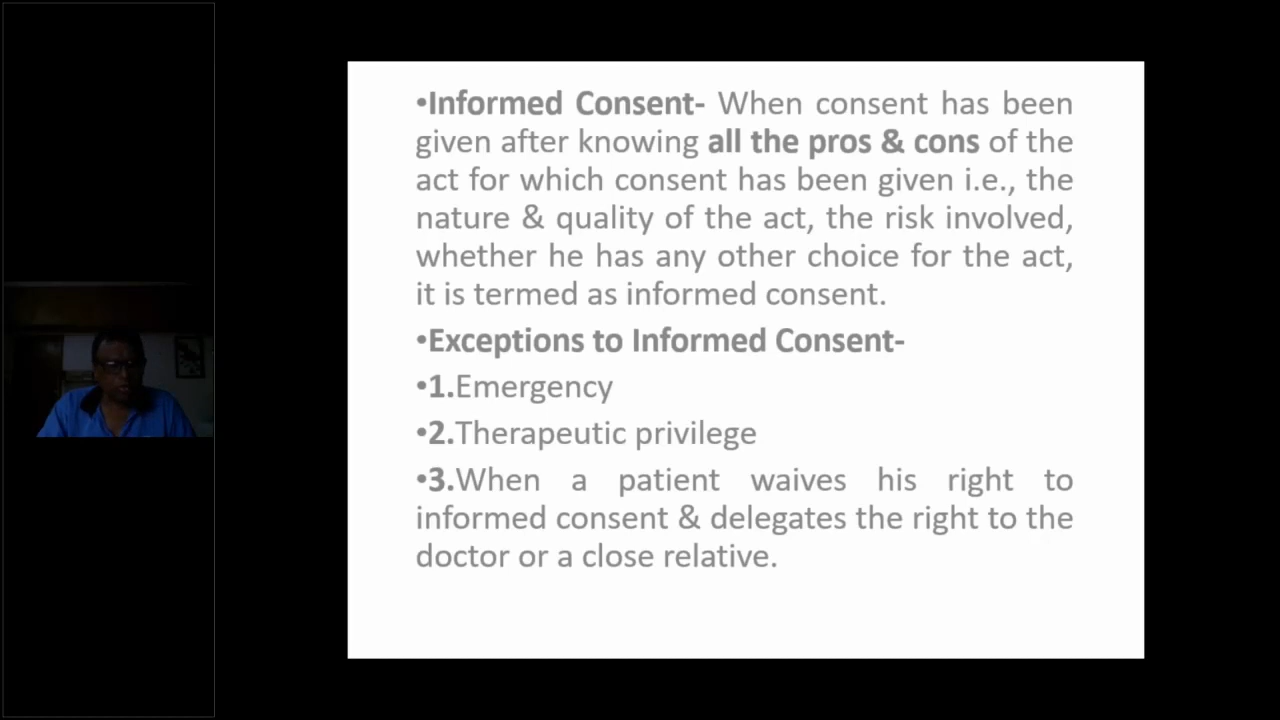 •Informed Consent- When consent has been
given after knowing all the pros & cons of the
act for which consent has been given i.e., the
nature & quality of the act, the risk involved,
whether he has any other choice for the act,
it is termed as informed consent.
•Exceptions to Informed Consent-
•1.Emergency
•2.Therapeutic privilege
•3.When a patient waives his right to
informed consent & delegates the right to the
doctor or a close relative.